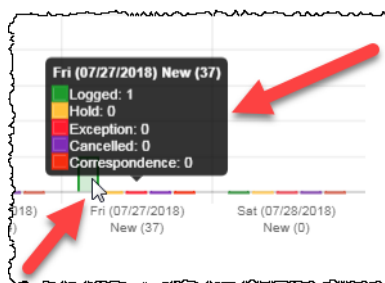 Fri (07/27/2018) New (37)
Logged: 1
Hold: 0
Exception: 0
Cancelled: 0
Correspondence: 0
018) Fri (07/27/2018) Sat (07/28/2018)
) New (37) New (0)